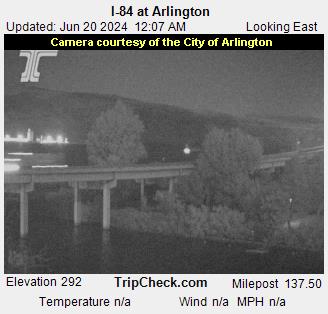 I-84 at Arlington
Updated: Jun 20 2024 12:07 AM Looking East
Camera courtesy of the City of Arlington
Elevation 292 TripCheck.com Milepost 137.50
Temperature n/a Wind n/a MPH n/a